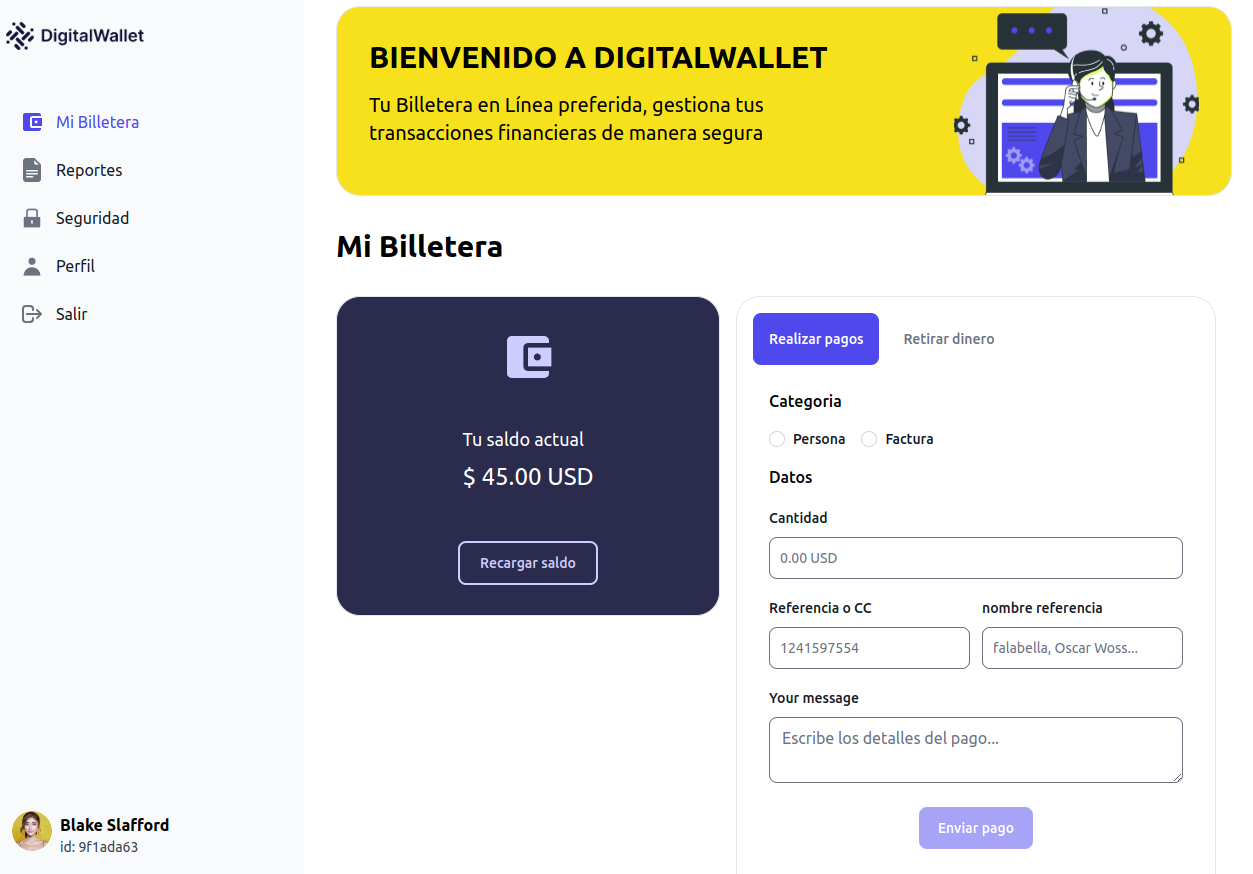 DigitalWallet
Mi Billetera
Reportes
Seguridad
Perfil
Salir
Blake Slafford
id: 9f1ada63
BIENVENIDO A DIGITALWALLET
Tu Billetera en Línea preferida, gestiona tus
transacciones financieras de manera segura
Mi Billetera
Tu saldo actual
$ 45.00 USD
Recargar saldo
Realizar pagos
Retirar dinero
Categoria
Persona
Factura
Datos
Cantidad
0.00 USD
Referencia o CC
nombre referencia
1241597554
falabella, Oscar Woss...
Your message
Escribe los detalles del pago...
Enviar pago